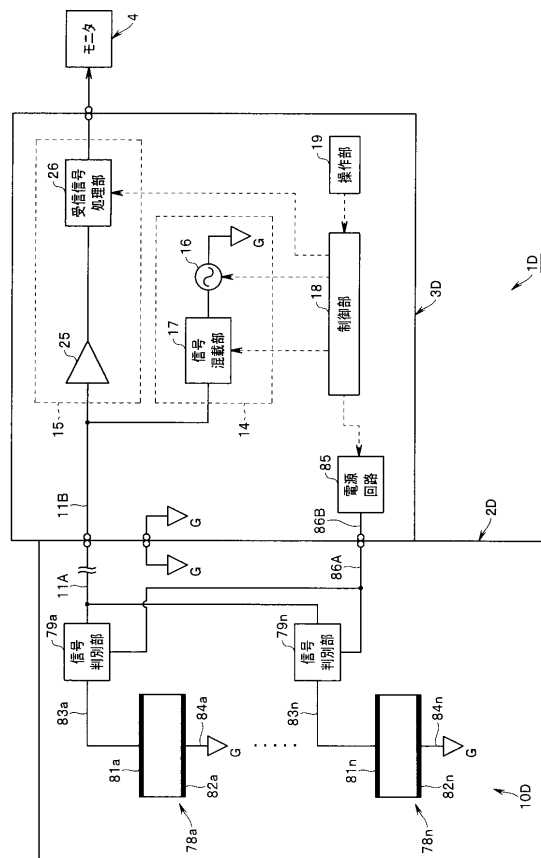 モニタ
4
26
受信信号
処理部
25
15
16
G
17
信号
混載部
14
19
操作部
18
制御部
3D
1D
85
電源
回路
86B
11B
G
G
2D
86A
11A
79a
信号
判別部
83a
81a
82a
84a
G
78a
・・・・・
79n
信号
判別部
83n
81n
82n
84n
G
78n
10D